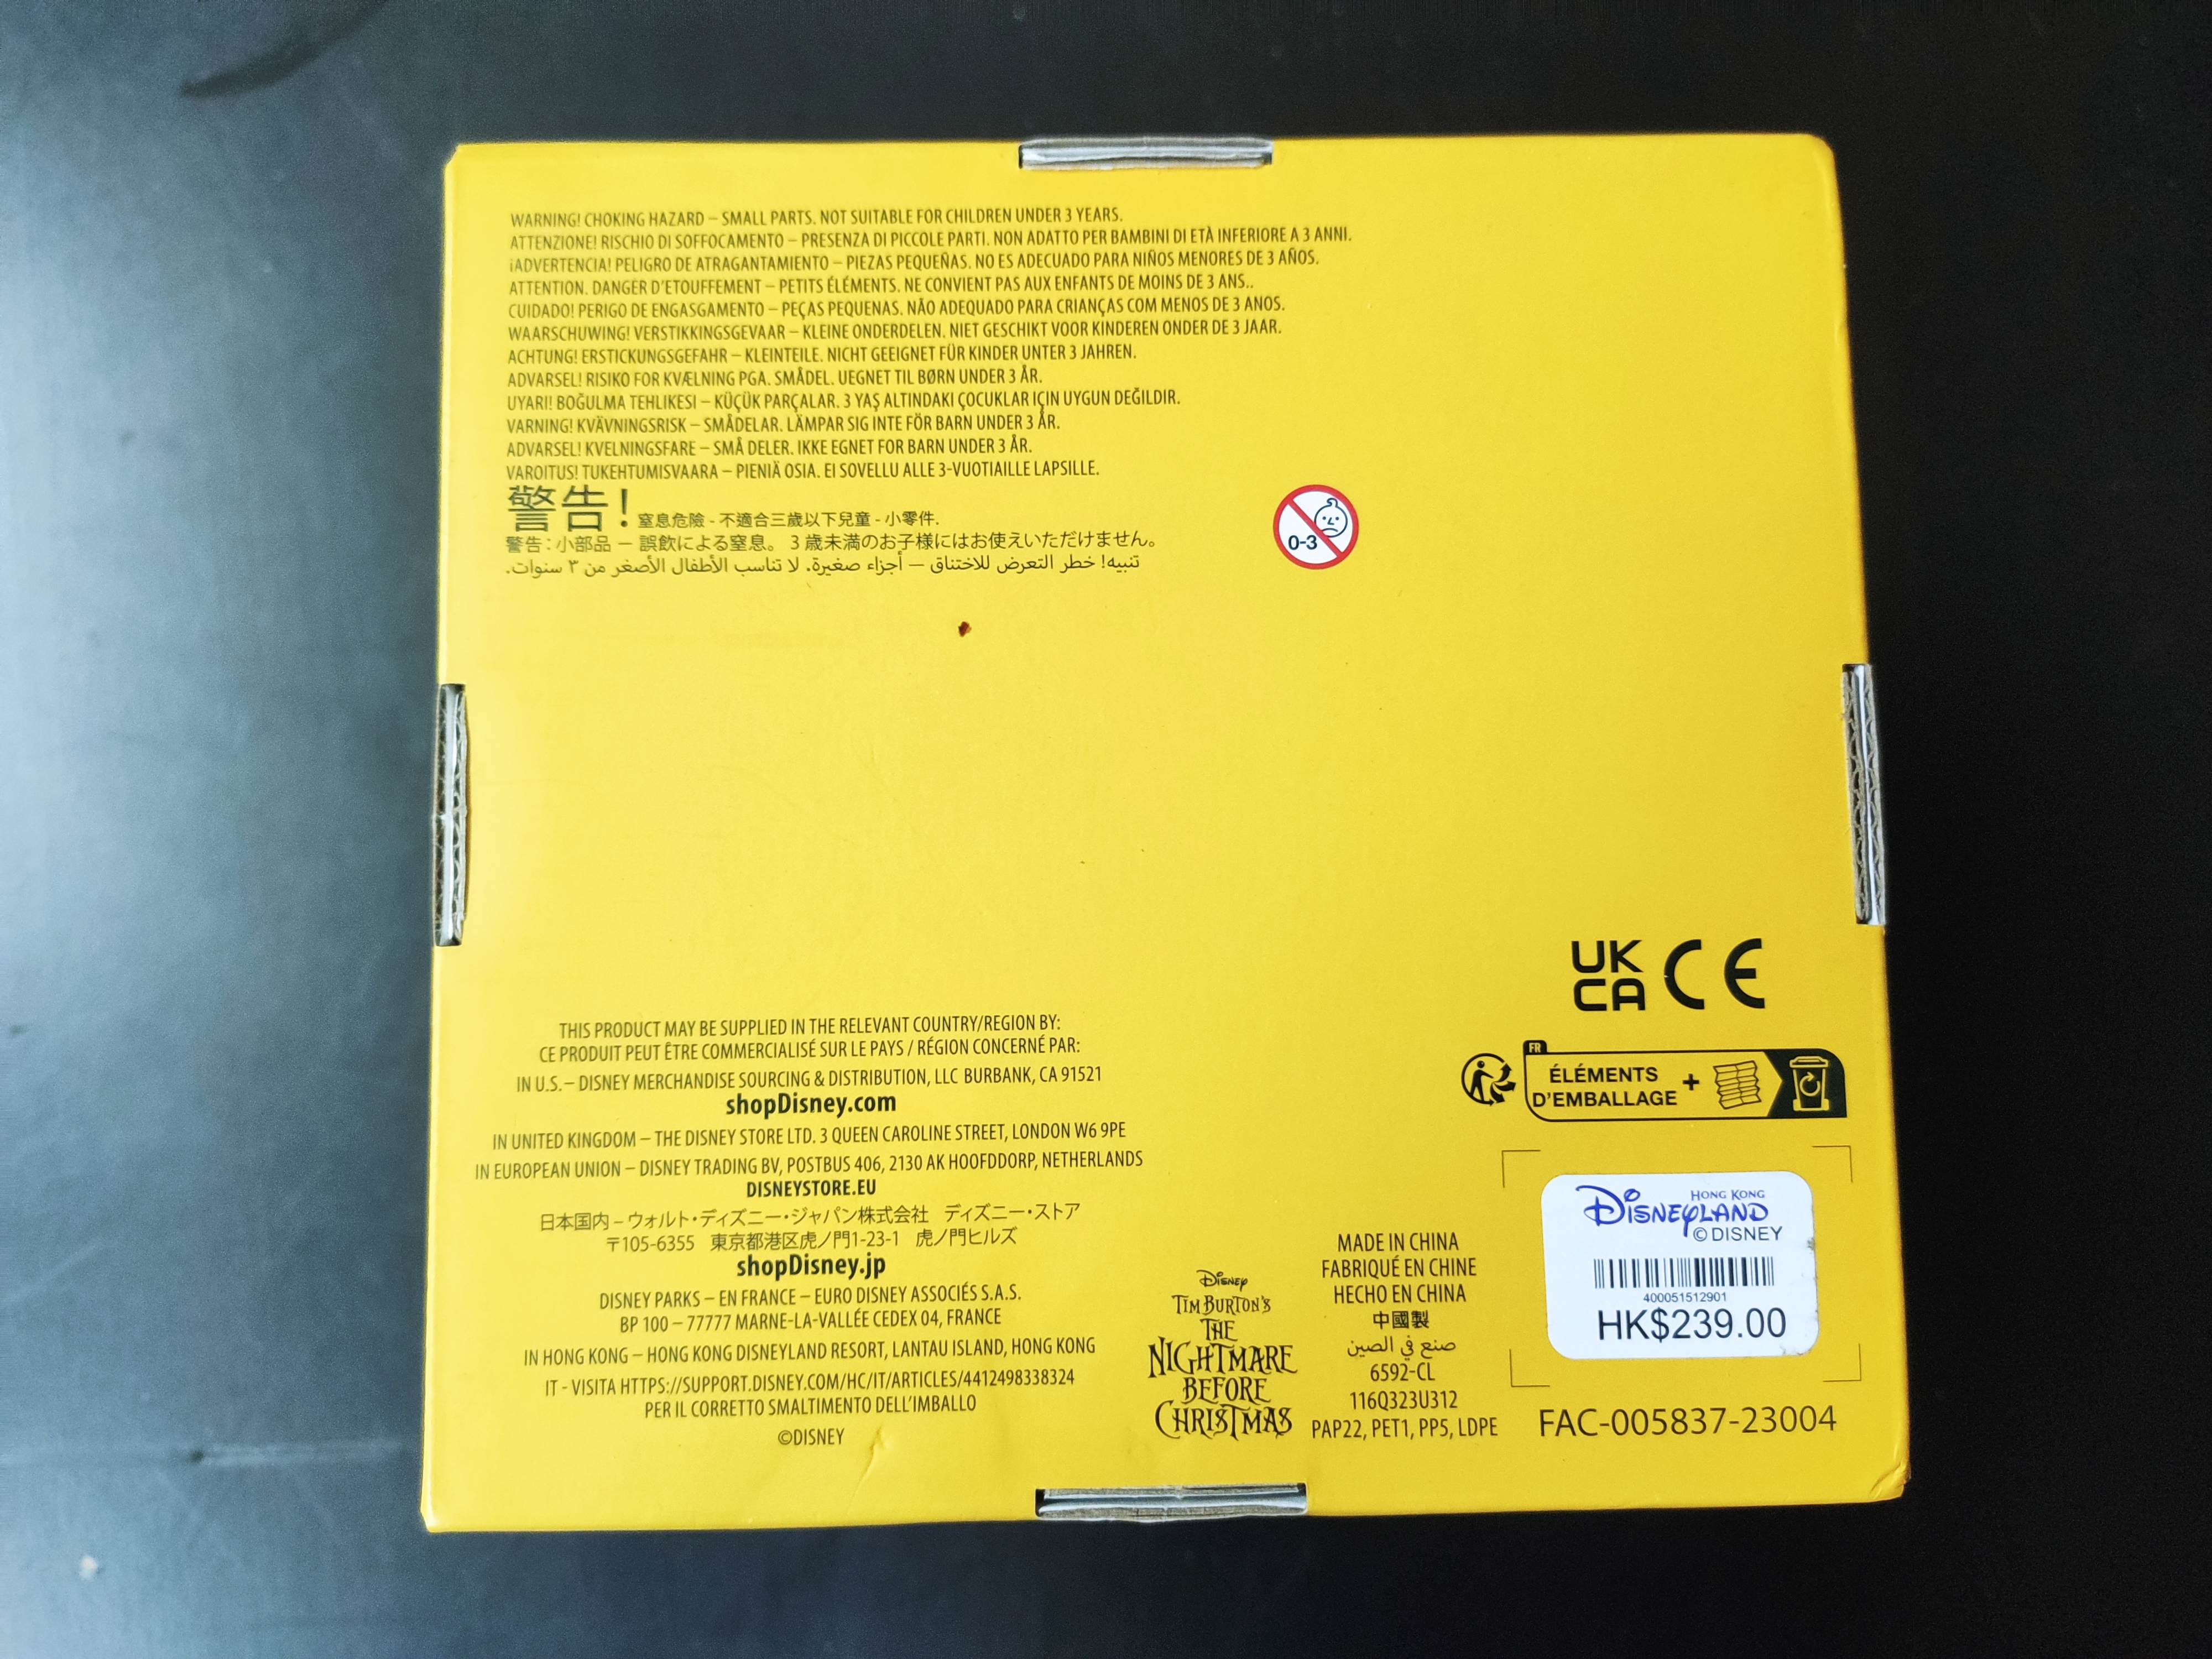 WARNING! CHOKING HAZARD – SMALL PARTS. NOT SUITABLE FOR CHILDREN UNDER 3 YEARS.
ATTENZIONE! RISCHIO DI SOFFOCAMENTO – PRESENZA DI PICCOLE PARTI. NON ADATTO PER BAMBINI DI ETÀ INFERIORE A 3 ANNI.
¡ADVERTENCIA! PELIGRO DE ATRAGANTAMIENTO – PIEZAS PEQUEÑAS. NO ES ADECUADO PARA NIÑOS MENORES DE 3 AÑOS.
ATTENTION. DANGER D'ETOUFFEMENT – PETITS ÉLÉMENTS. NE CONVIENT PAS AUX ENFANTS DE MOINS DE 3 ANS..
CUIDADO! PERIGO DE ENGASGAMENTO – PEÇAS PEQUENAS. NÃO ADEQUADO PARA CRIANÇAS COM MENOS DE 3 ANOS.
WAARSCHUWING! VERSTIKKINGSGEVAAR – KLEINE ONDERDELEN. NIET GESCHIKT VOOR KINDEREN ONDER DE 3 JAAR.
ACHTUNG! ERSTICKUNGSGEFAHR – KLEINTEILE. NICHT GEEIGNET FÜR KINDER UNTER 3 JAHREN.
ADVARSEL! RISIKO FOR KVÆLNING PGA. SMÅDEL. UEGNET TIL BØRN UNDER 3 ÅR.
UYARI! BOĞULMA TEHLIKESI – KÜÇÜK PARÇALAR. 3 YAŞ ALTINDAKI ÇOCUKLAR IÇIN UYGUN DEĞILDIR.
VARNING! KVÄVNINGSRISK – SMÅDELAR. LÄMPAR SIG INTE FÖR BARN UNDER 3 ÅR.
ADVARSEL! KVELNINGSFARE – SMÅ DELER. IKKE EGNET FOR BARN UNDER 3 ÅR.
VAROITUS! TUKEHTUMISVAARA – PIENIÄ OSIA. EI SOVELLU ALLE 3-VUOTIAILLE LAPSILLE.
警告! 窒息危險 - 不適合三歲以下兒童 - 小零件.
警告:小部品 – 誤飲による窒息。 3歳未満のお子様にはお使えいただけません。
تنبيه! خطر التعرض للاختناق – أجزاء صغيرة. لا تناسب الأطفال الأصغر من ٣ سنوات.
0-3
UK
CA CE
THIS PRODUCT MAY BE SUPPLIED IN THE RELEVANT COUNTRY/REGION BY:
CE PRODUIT PEUT ÊTRE COMMERCIALISÉ SUR LE PAYS / RÉGION CONCERNÉ PAR:
IN U.S.– DISNEY MERCHANDISE SOURCING & DISTRIBUTION, LLC BURBANK, CA 91521
shopDisney.com
IN UNITED KINGDOM – THE DISNEY STORE LTD. 3 QUEEN CAROLINE STREET, LONDON W6 9PE
IN EUROPEAN UNION – DISNEY TRADING BV, POSTBUS 406, 2130 AK HOOFDDORP, NETHERLANDS
DISNEYSTORE.EU
日本国内 – ウォルト・ディズニー・ジャパン株式会社 ディズニー・ストア
〒105-6355 東京都港区虎ノ門1-23-1 虎ノ門ヒルズ
shopDisney.jp
DISNEY PARKS – EN FRANCE – EURO DISNEY ASSOCIÉS S.A.S.
BP 100 – 77777 MARNE-LA-VALLÉE CEDEX 04, FRANCE
IN HONG KONG – HONG KONG DISNEYLAND RESORT, LANTAU ISLAND, HONG KONG
IT - VISITA HTTPS://SUPPORT.DISNEY.COM/HC/IT/ARTICLES/4412498338324
PER IL CORRETTO SMALTIMENTO DELL'IMBALLO
©DISNEY
Disney
TIM BURTON'S
THE
NIGHTMARE
BEFORE
CHRISTMAS
MADE IN CHINA
FABRIQUÉ EN CHINE
HECHO EN CHINA
中國製
صنع في الصين
6592-CL
116Q323U312
PAP22, PET1, PP5, LDPE
FR
ÉLÉMENTS
D'EMBALLAGE +
HONG KONG
DISNEYLAND
© DISNEY
400051512901
HK$239.00
FAC-005837-23004